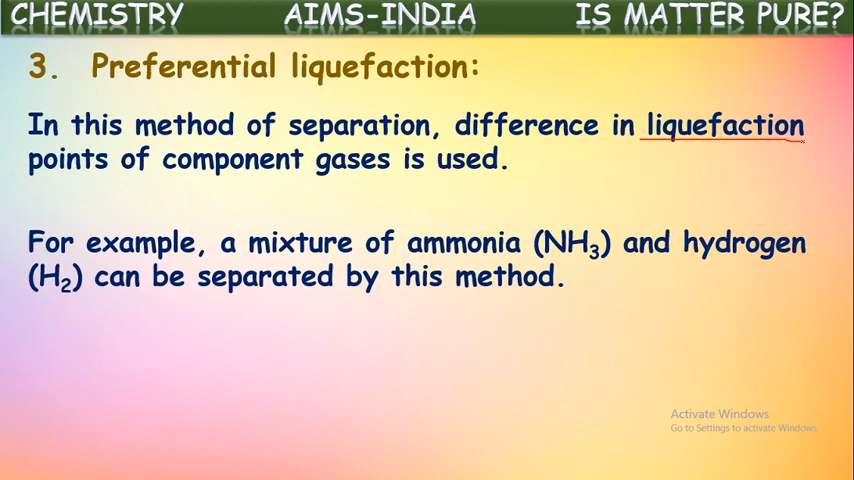 CHEMISTRY AIMS-INDIA IS MATTER PURE?
3. Preferential liquefaction:
In this method of separation, difference in liquefaction
points of component gases is used.
For example, a mixture of ammonia (NH₃) and hydrogen
(H₂) can be separated by this method.
Activate Windows
Go to Settings to activate Windows.